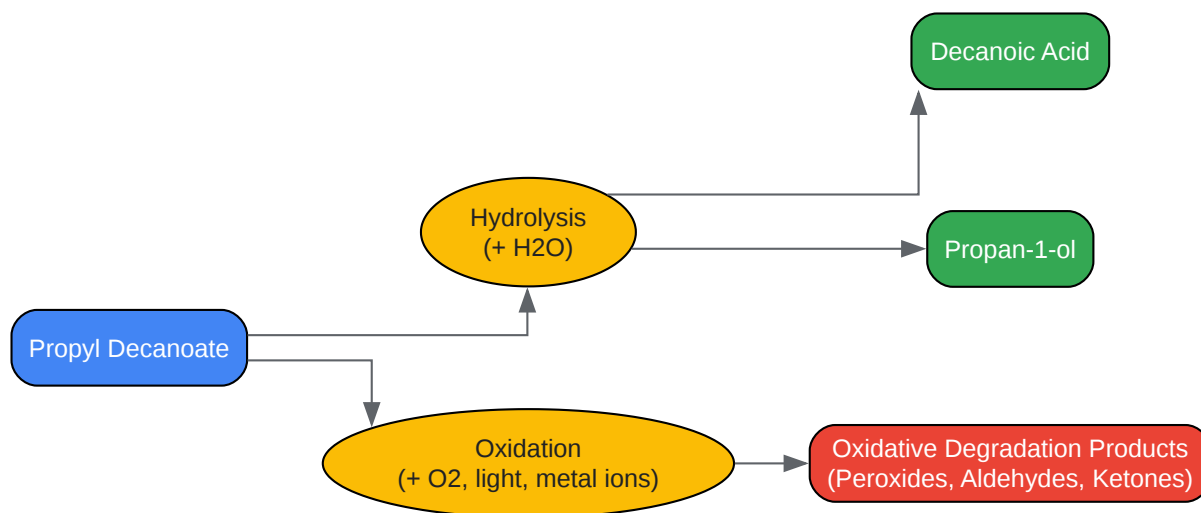 Decanoic Acid
Hydrolysis
(+ H2O)
Propan-1-ol
Propyl Decanoate
Oxidation
(+ O2, light, metal ions)
Oxidative Degradation Products
(Peroxides, Aldehydes, Ketones)